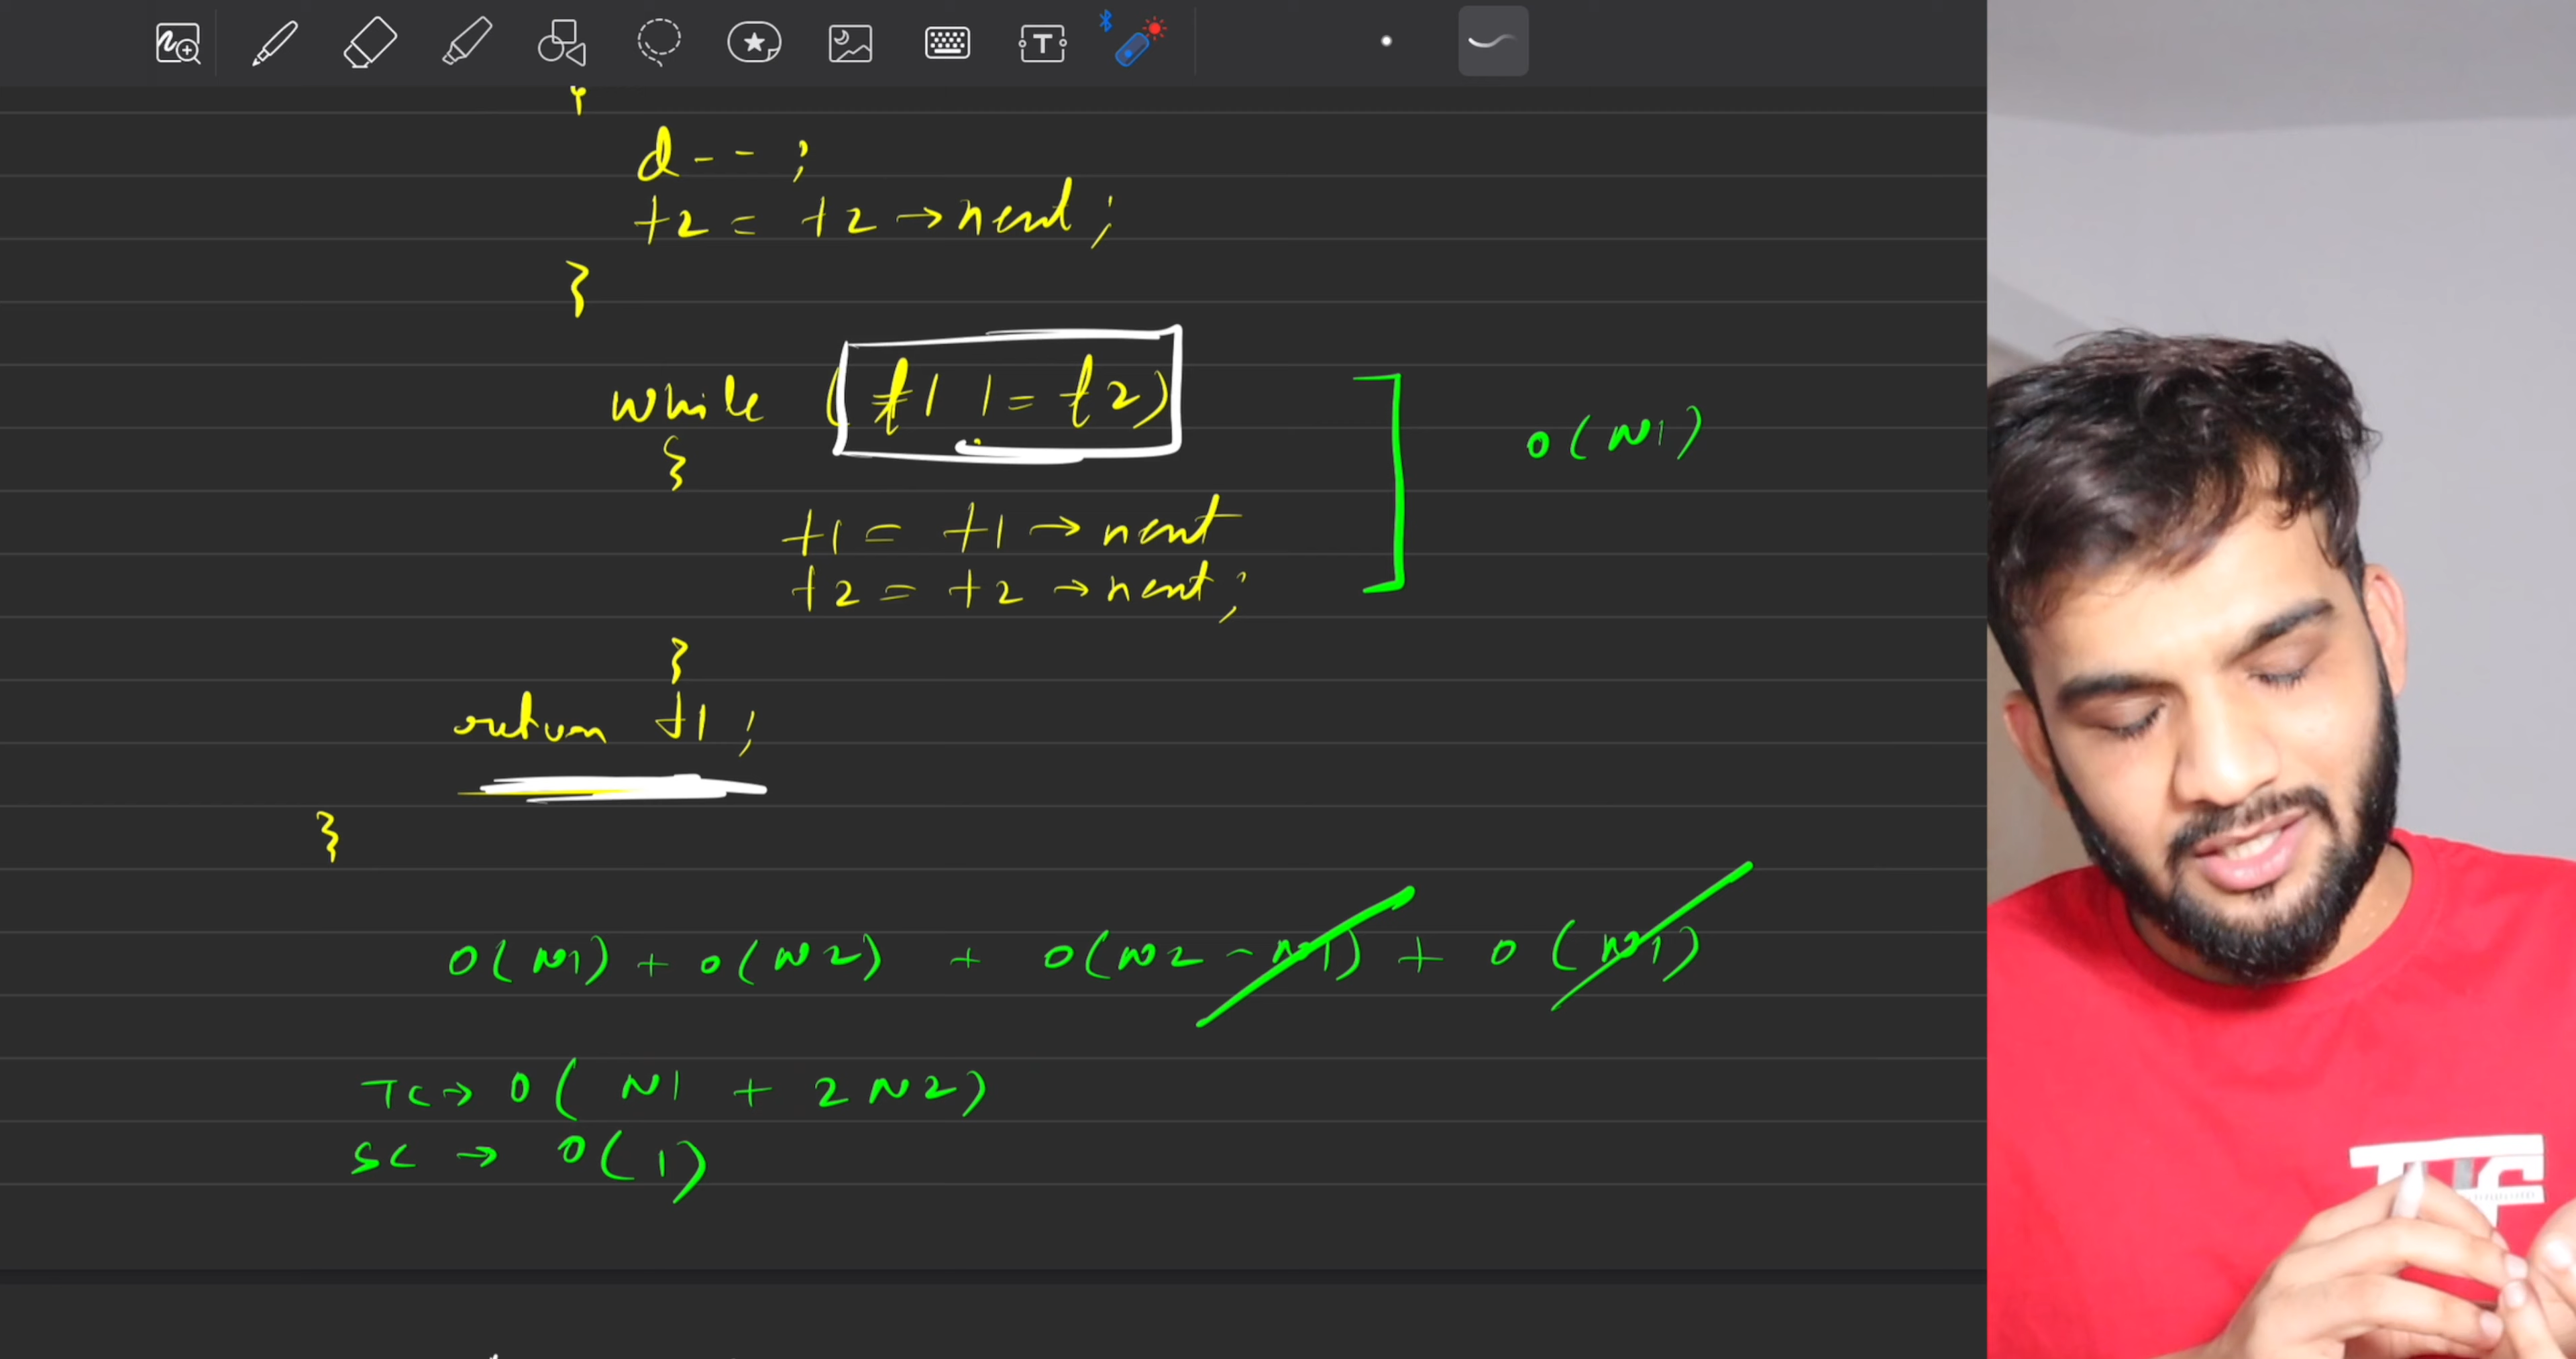 d--;
t2 = t2 → next;
}
while (t1 != t2)
{
t1 = t1 → next
t2 = t2 → next;
}
return t1;
}
O(N1)
O(N1) + O(N2) + O(N2 - N1) + O(N1)
TC → O(N1 + 2N2)
SC → O(1)